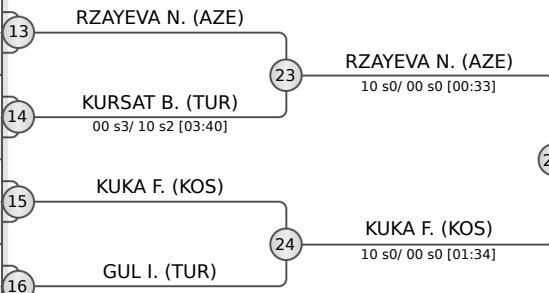 13
RZAYEVA N. (AZE)
23
RZAYEVA N. (AZE)
10 s0/ 00 s0 [00:33]
14
KURSAT B. (TUR)
00 s3/ 10 s2 [03:40]
15
KUKA F. (KOS)
24
KUKA F. (KOS)
10 s0/ 00 s0 [01:34]
16
GUL I. (TUR)